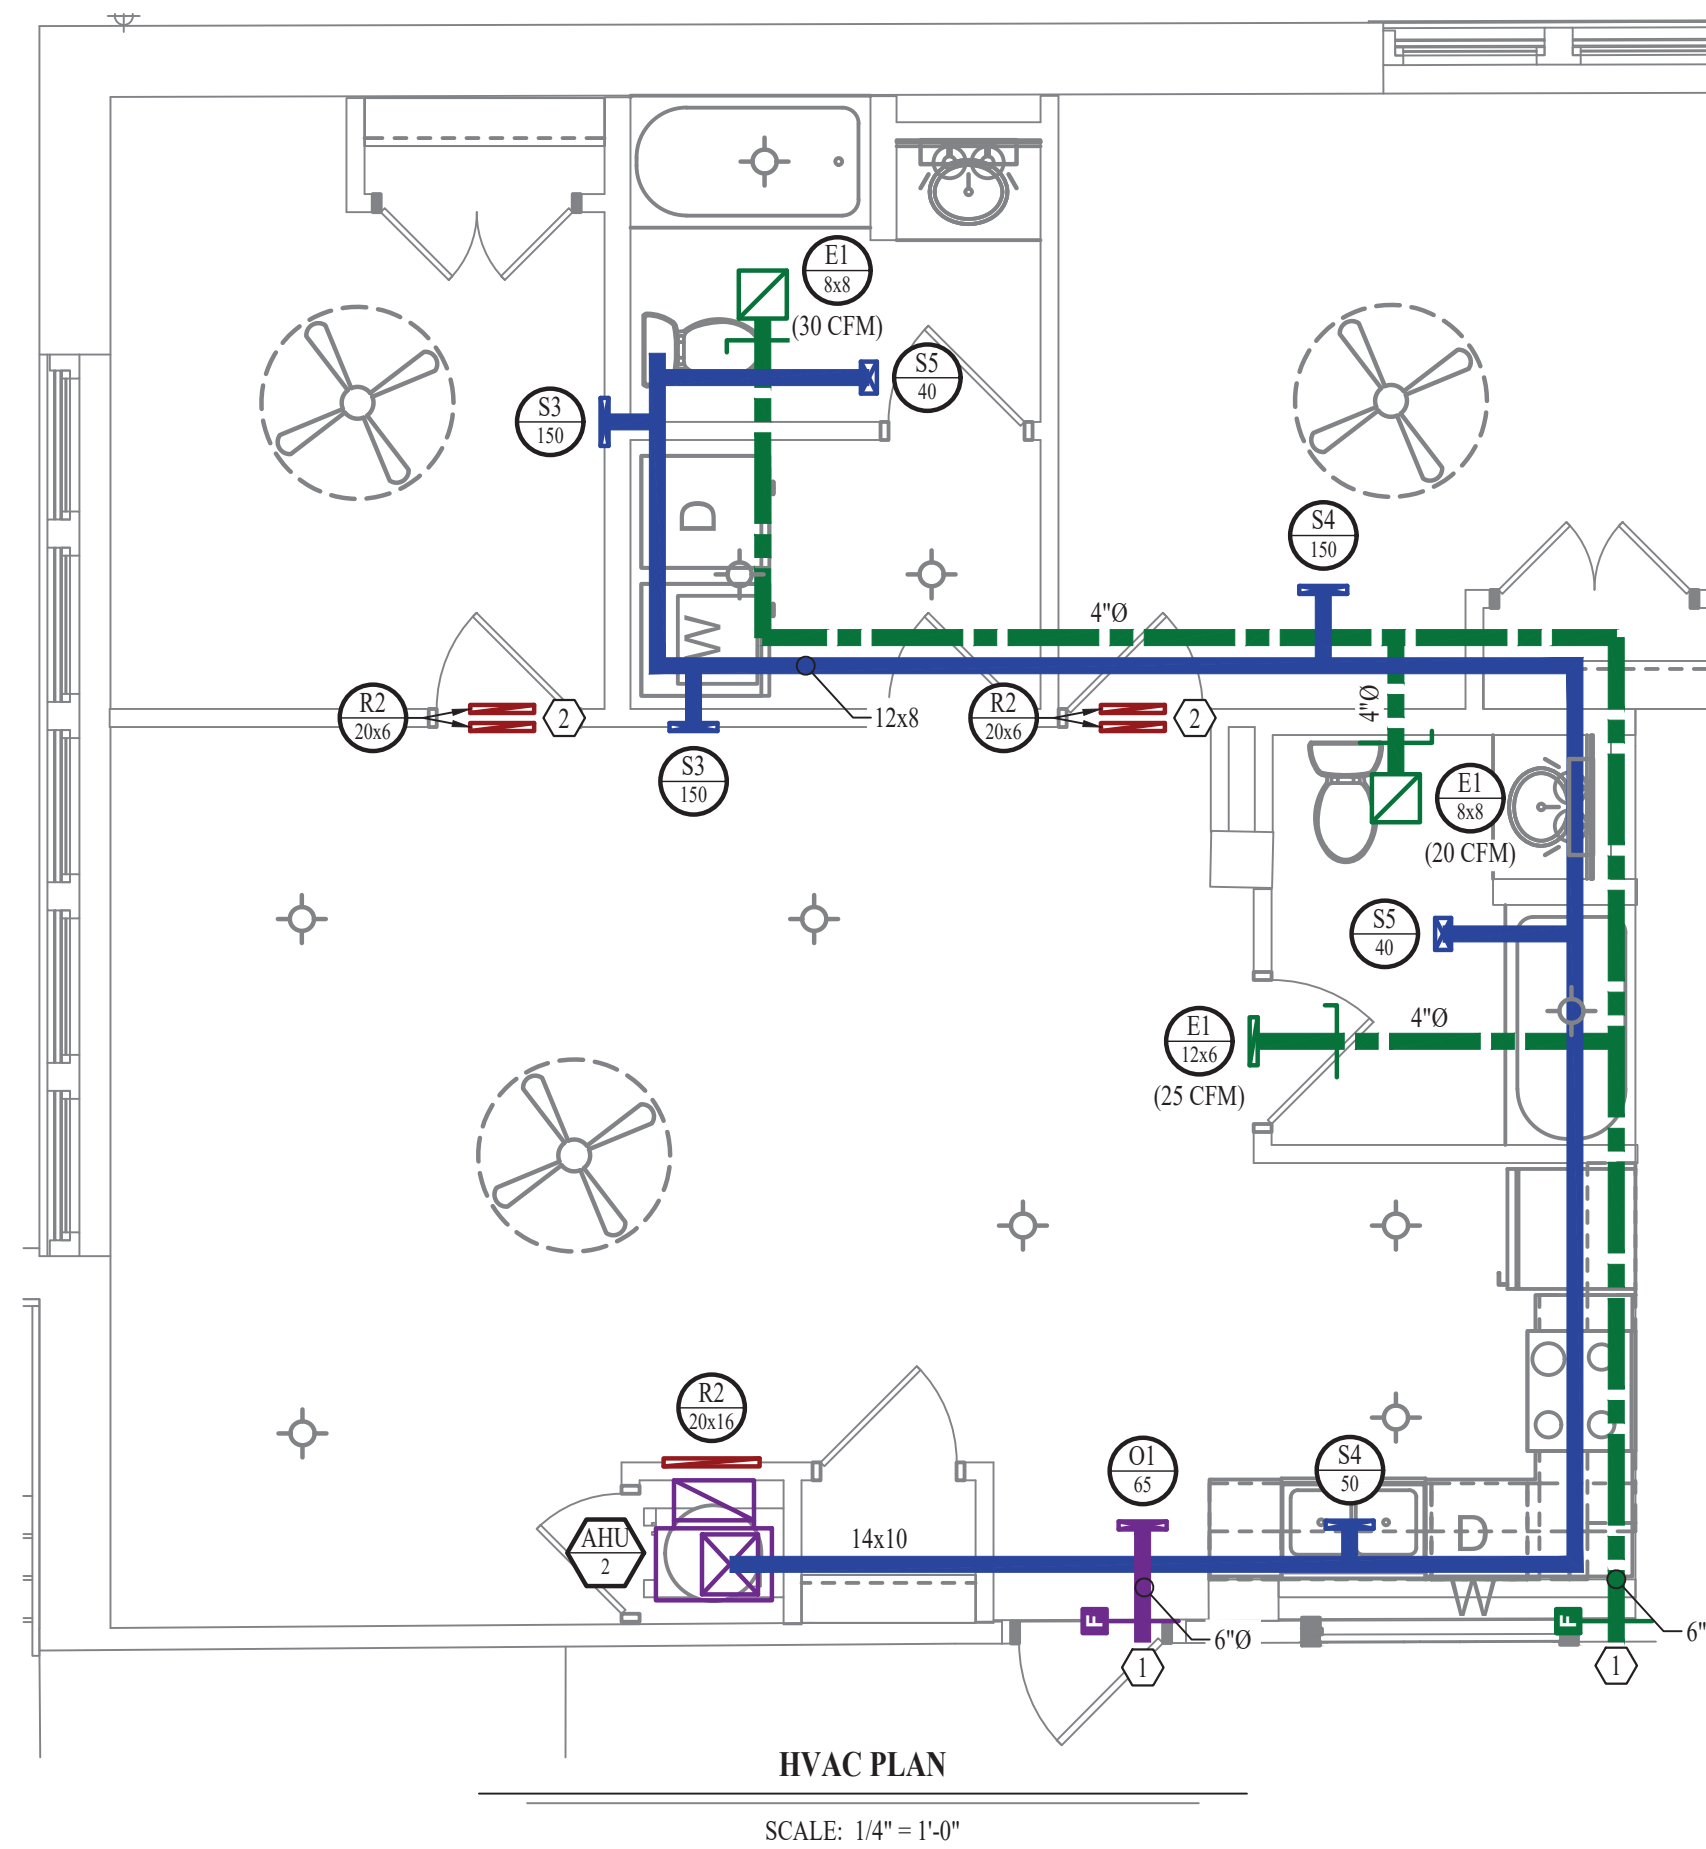 E1
8x8
(30 CFM)
S5
40
S3
150
D
S4
150
4"Ø
W
R2
20x6
2
12x8
R2
20x6
2
4"Ø
S3
150
E1
8x8
(20 CFM)
S5
40
E1
12x6
(25 CFM)
4"Ø
R2
20x16
O1
65
S4
50
AHU
2
14x10
D
W
F
F
6"Ø
6"
1
1
HVAC PLAN
SCALE: 1/4" = 1'-0"